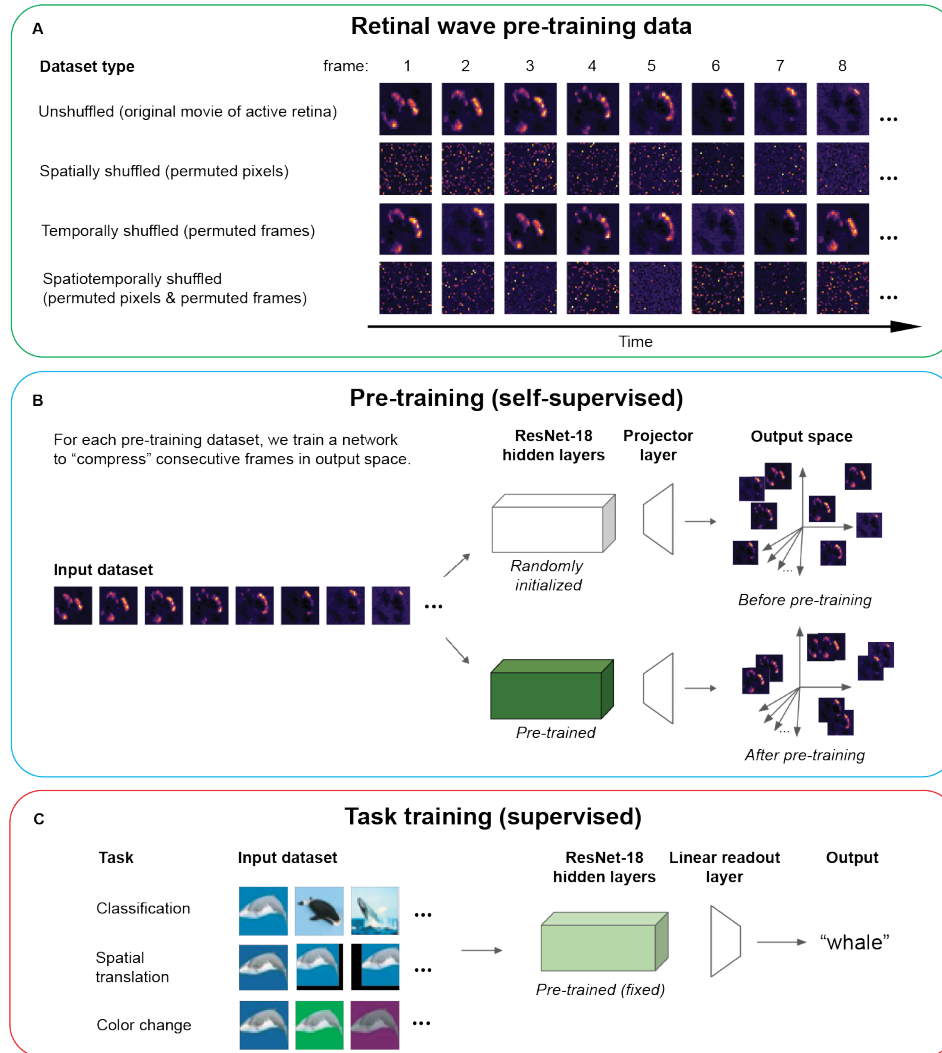 A
Retinal wave pre-training data
Dataset type
frame: 1 2 3 4 5 6 7 8
Unshuffled (original movie of active retina)
...
Spatially shuffled (permuted pixels)
...
Temporally shuffled (permuted frames)
...
Spatiotemporally shuffled
(permuted pixels & permuted frames)
...
Time
B
Pre-training (self-supervised)
For each pre-training dataset, we train a network
to “compress” consecutive frames in output space.
ResNet-18
hidden layers
Projector
layer
Output space
Input dataset
...
Randomly
initialized
...
Before pre-training
Pre-trained
...
After pre-training
C
Task training (supervised)
Task
Input dataset
ResNet-18
hidden layers
Linear readout
layer
Output
Classification
...
Spatial
translation
...
Color change
...
Pre-trained (fixed)
“whale”